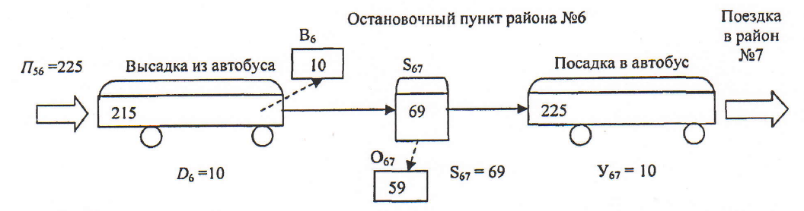 Остановочный пункт района №6
Поездка
в район
№7
П56 =225
Высадка из автобуса
В6
10
S67
Посадка в автобус
215
69
225
D6 =10
О67
59
S67 = 69
У67 = 10